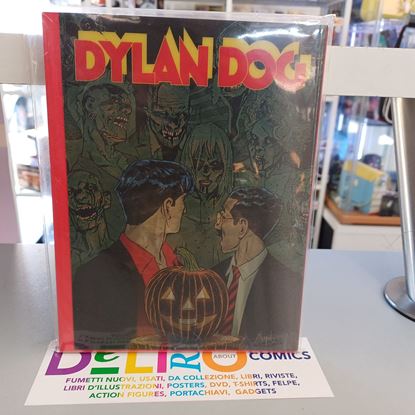 DYLAN DOG
DELIRO
ABOUT
COMICS
FUMETTI NUOVI, USATI, DA COLLEZIONE, LIBRI, RIVISTE,
LIBRI D'ILLUSTRAZIONI, POSTERS, DVD, T-SHIRTS, FELPE,
ACTION FIGURES, PORTACHIAVI, GADGETS